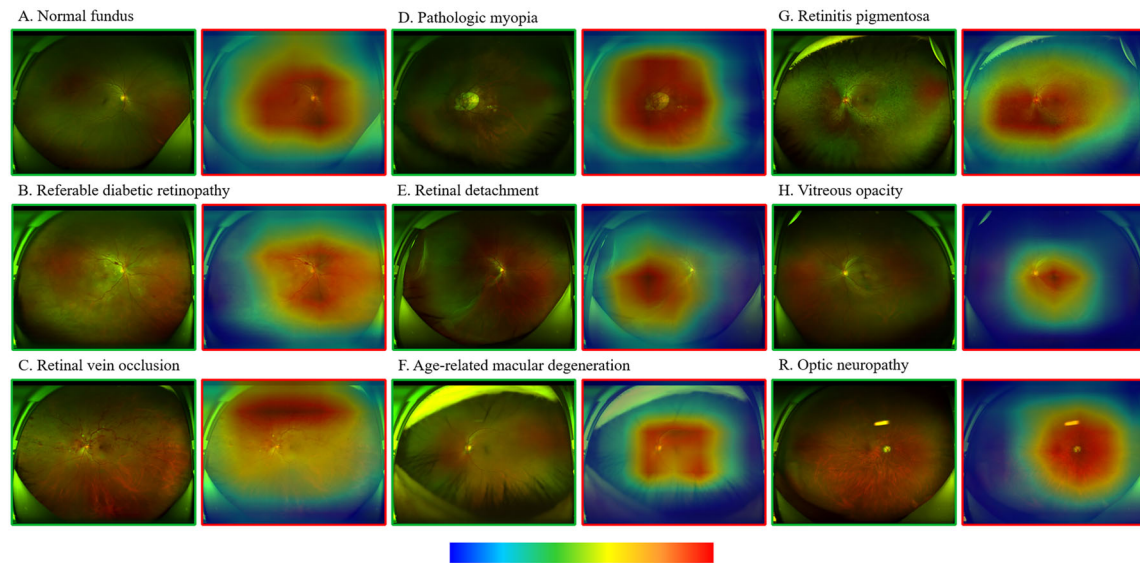 A. Normal fundus
D. Pathologic myopia
G. Retinitis pigmentosa
B. Referable diabetic retinopathy
E. Retinal detachment
H. Vitreous opacity
C. Retinal vein occlusion
F. Age-related macular degeneration
R. Optic neuropathy